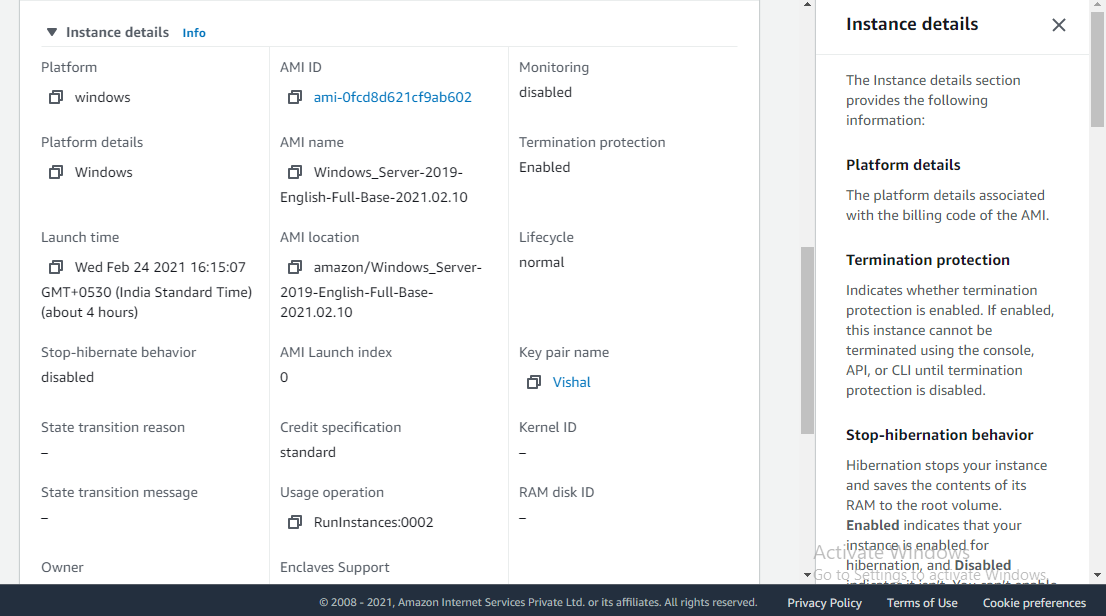 Instance details Info
Platform
windows
Platform details
Windows
Launch time
Wed Feb 24 2021 16:15:07
GMT+0530 (India Standard Time)
(about 4 hours)
Stop-hibernate behavior
disabled
State transition reason
–
State transition message
–
Owner
AMI ID
ami-0fcd8d621cf9ab602
AMI name
Windows_Server-2019-
English-Full-Base-2021.02.10
AMI location
amazon/Windows_Server-
2019-English-Full-Base-
2021.02.10
AMI Launch index
0
Credit specification
standard
Usage operation
RunInstances:0002
Enclaves Support
Monitoring
disabled
Termination protection
Enabled
Lifecycle
normal
Key pair name
Vishal
Kernel ID
–
RAM disk ID
–
Instance details
The Instance details section
provides the following
information:
Platform details
The platform details associated
with the billing code of the AMI.
Termination protection
Indicates whether termination
protection is enabled. If enabled,
this instance cannot be
terminated using the console,
API, or CLI until termination
protection is disabled.
Stop-hibernation behavior
Hibernation stops your instance
and saves the contents of its
RAM to the root volume.
Enabled indicates that your
instance is enabled for
hibernation, and Disabled
Activate Windows
Go to Settings to activate Windows.
© 2008 - 2021, Amazon Internet Services Private Ltd. or its affiliates. All rights reserved. Privacy Policy Terms of Use Cookie preferences